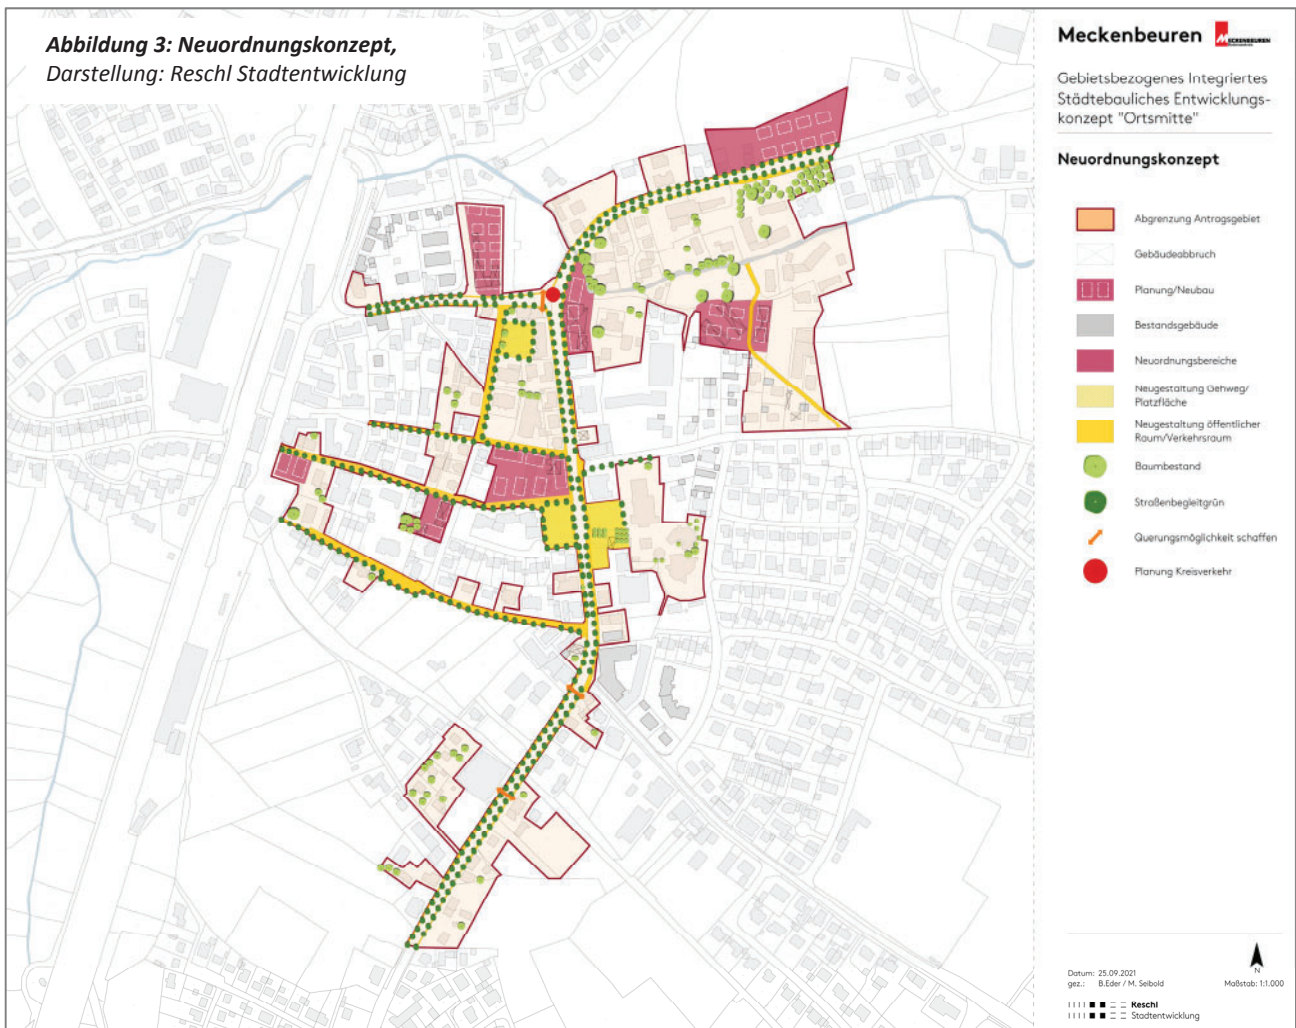 Abbildung 3: Neuordnungskonzept,
Darstellung: Reschl Stadtentwicklung
Meckenbeuren
MECKENBEUREN
Gebietsbezogenes Integriertes
Städtebauliches Entwicklungs-
konzept "Ortsmitte"
Neuordnungskonzept
Abgrenzung Antragsgebiet
Gebäudeabbruch
Planung/Neubau
Bestandsgebäude
Neuordnungsbereiche
Neugestaltung Gehweg/
Platzfläche
Neugestaltung öffentlicher
Raum/Verkehrsraum
Baumbestand
Straßenbegleitgrün
Querungsmöglichkeit schaffen
Planung Kreisverkehr
N
Datum: 25.09.2021
gez.: B.Eder / M. Seibold
Maßstab: 1:1.000
Reschl
Stadtentwicklung